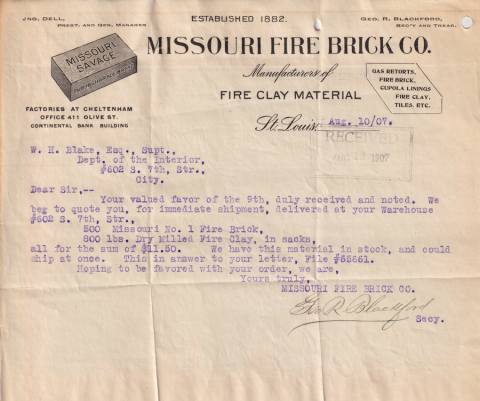 JNO. DELL,
PREST. AND GEN. MANAGER
ESTABLISHED 1882.
GEO. R. BLACKFORD,
SEC'Y AND TREAS.
MISSOURI FIRE BRICK CO.
MISSOURI
SAVAGE
Manufacturers of
FIRE CLAY MATERIAL
GAS RETORTS,
FIRE BRICK,
CUPOLA LININGS
FIRE CLAY,
TILES, ETC.
FACTORIES AT CHELTENHAM
OFFICE 411 OLIVE ST.
CONTINENTAL BANK BUILDING
St. Louis, Aug. 10/07.
RECEIVED
1907
W. H. Blake, Esq., Supt.,
Dept. of the Interior,
#602 S. 7th, Str.,
City.
Dear Sir,--
Your valued favor of the 9th, duly received and noted. We
beg to quote you, for immediate shipment, delivered at your Warehouse
#602 S. 7th, Str.,
500 Missouri No. 1 Fire Brick,
800 lbs. Dry Milled Fire Clay, in sacks,
all for the sum of $11.50. We have this material in stock, and could
ship at once. This in answer to your letter, File #65661.
Hoping to be favored with your order, we are,
Yours truly,
MISSOURI FIRE BRICK CO.
Geo R Blackford
Secy.